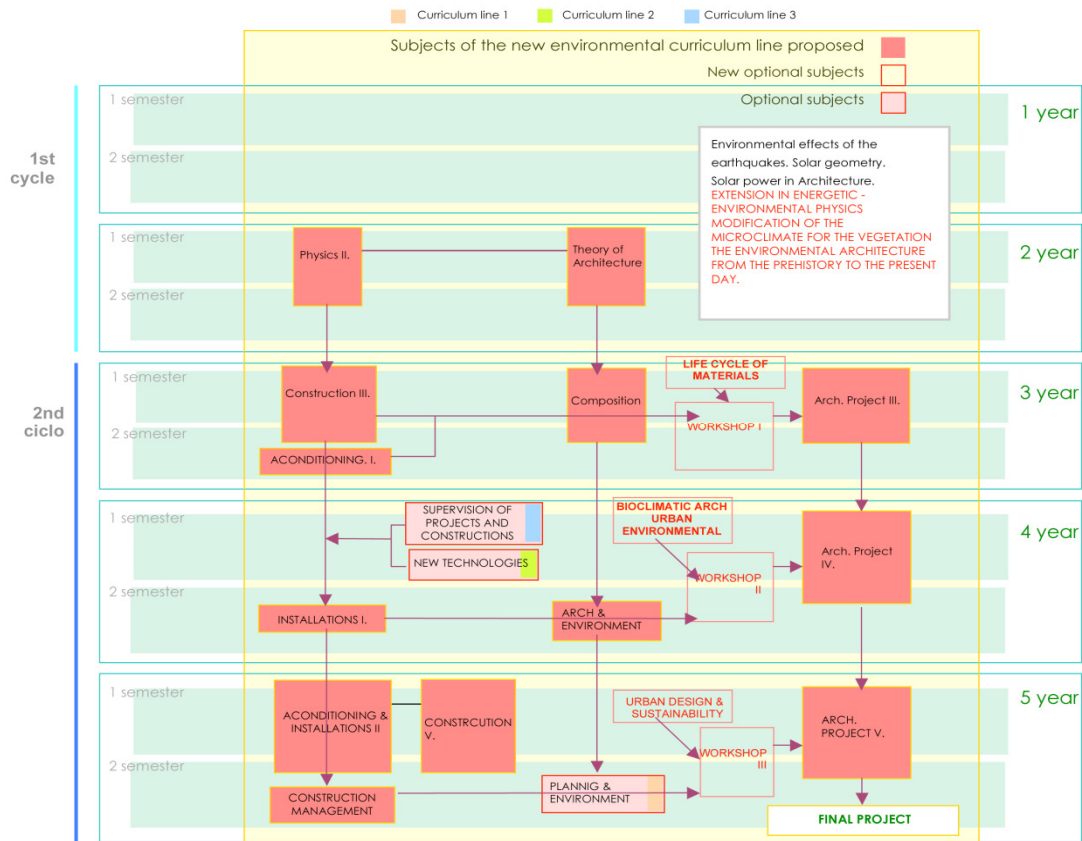 Curriculum line 1
Curriculum line 2
Curriculum line 3
Subjects of the new environmental curriculum line proposed
New optional subjects
Optional subjects
1st
cycle
1 semester
1 year
2 semester
Environmental effects of the
earthquakes. Solar geometry.
Solar power in Architecture.
EXTENSION IN ENERGETIC -
ENVIRONMENTAL PHYSICS
MODIFICATION OF THE
MICROCLIMATE FOR THE VEGETATION
THE ENVIRONMENTAL ARCHITECTURE
FROM THE PREHISTORY TO THE PRESENT
DAY.
1 semester
2 year
Physics II.
Theory of
Architecture
2 semester
2nd
ciclo
1 semester
3 year
Construction III.
Composition
LIFE CYCLE OF
MATERIALS
WORKSHOP I
Arch. Project III.
2 semester
ACONDITIONING. I.
1 semester
4 year
SUPERVISION OF
PROJECTS AND
CONSTRUCTIONS
NEW TECHNOLOGIES
BIOCLIMATIC ARCH
URBAN
ENVIRONMENTAL
WORKSHOP
II
Arch. Project
IV.
2 semester
INSTALLATIONS I.
ARCH &
ENVIRONMENT
1 semester
5 year
ACONDITIONING &
INSTALLATIONS II
CONSTRCUTION
V.
URBAN DESIGN &
SUSTAINABILITY
WORKSHOP
III
ARCH.
PROJECT V.
2 semester
CONSTRUCTION
MANAGEMENT
PLANNIG &
ENVIRONMENT
FINAL PROJECT